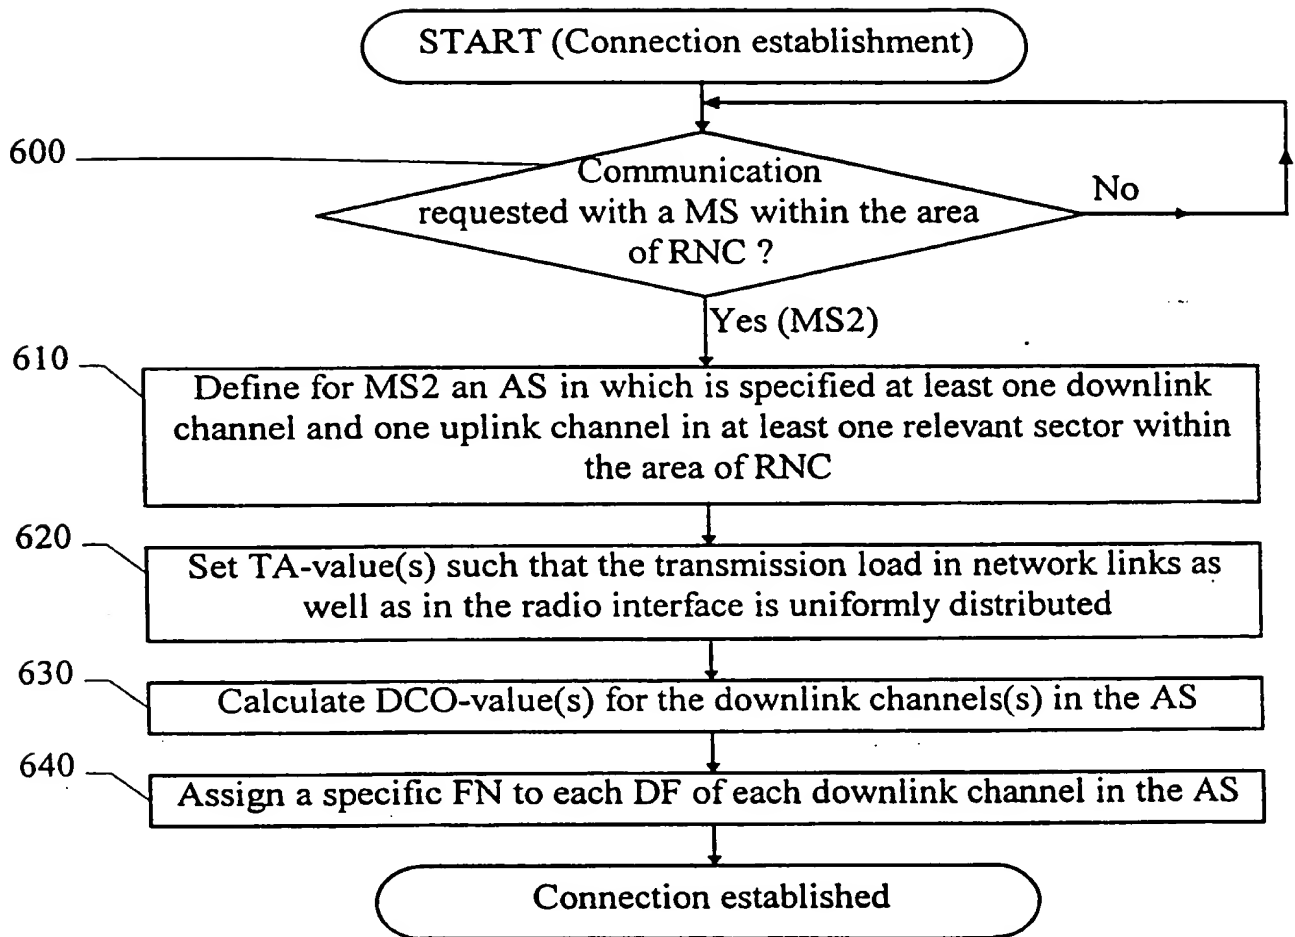 START (Connection establishment)
600
Communication
requested with a MS within the area
of RNC ?
No
Yes (MS2)
610
Define for MS2 an AS in which is specified at least one downlink
channel and one uplink channel in at least one relevant sector within
the area of RNC
620
Set TA-value(s) such that the transmission load in network links as
well as in the radio interface is uniformly distributed
630
Calculate DCO-value(s) for the downlink channels(s) in the AS
640
Assign a specific FN to each DF of each downlink channel in the AS
Connection established